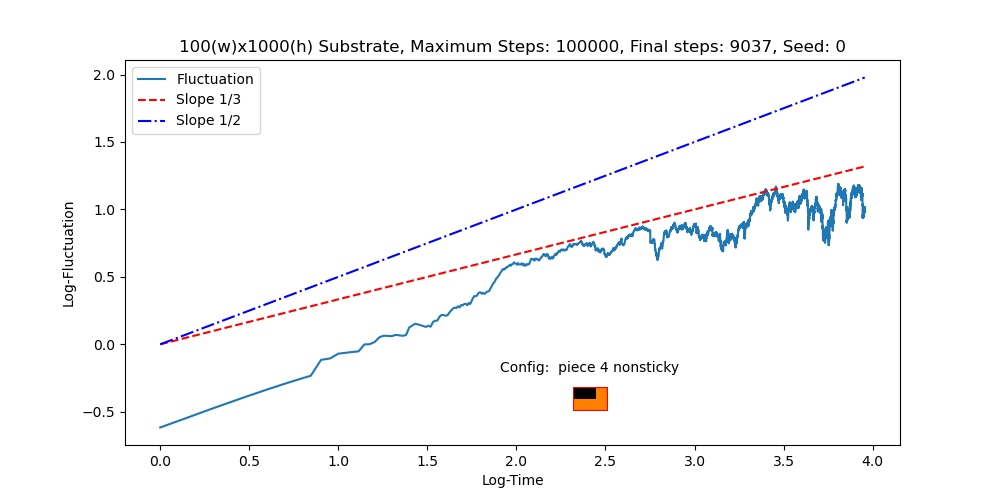 100(w)x1000(h) Substrate, Maximum Steps: 100000, Final steps: 9037, Seed: 0
Fluctuation
Slope 1/3
Slope 1/2
2.0
1.5
1.0
0.5
0.0
−0.5
Log-Fluctuation
Config:  piece 4 nonsticky
0.0 0.5 1.0 1.5 2.0 2.5 3.0 3.5 4.0
Log-Time